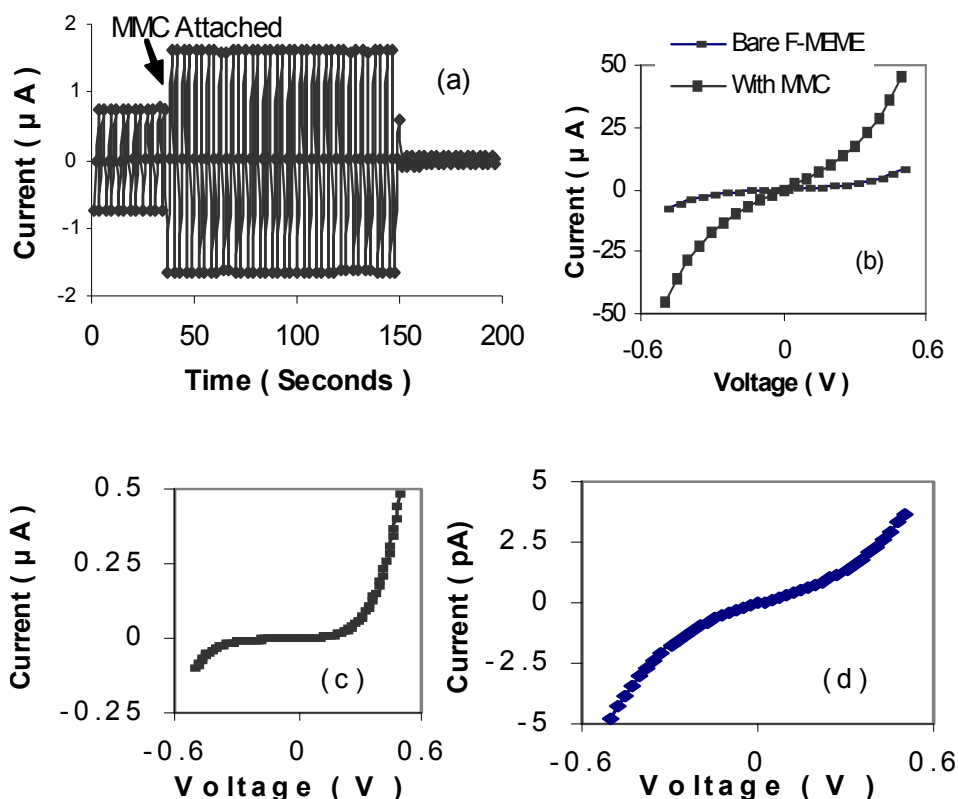 MMC Attached
(a)
Current ( µ A )
2
1
0
-1
-2
0
50
100
150
200
Time ( Seconds )
Bare F-MEME
With MMC
(b)
Current ( µ A )
50
25
0
-25
-50
-0.6
0
0.6
Voltage ( V )
Current ( µ A )
0.5
0.25
0
-0.25
( c )
-0.6
0
0.6
Voltage ( V )
Current ( pA)
5
2.5
0
-2.5
-5
( d )
-0.6
0
0.6
Voltage ( V )